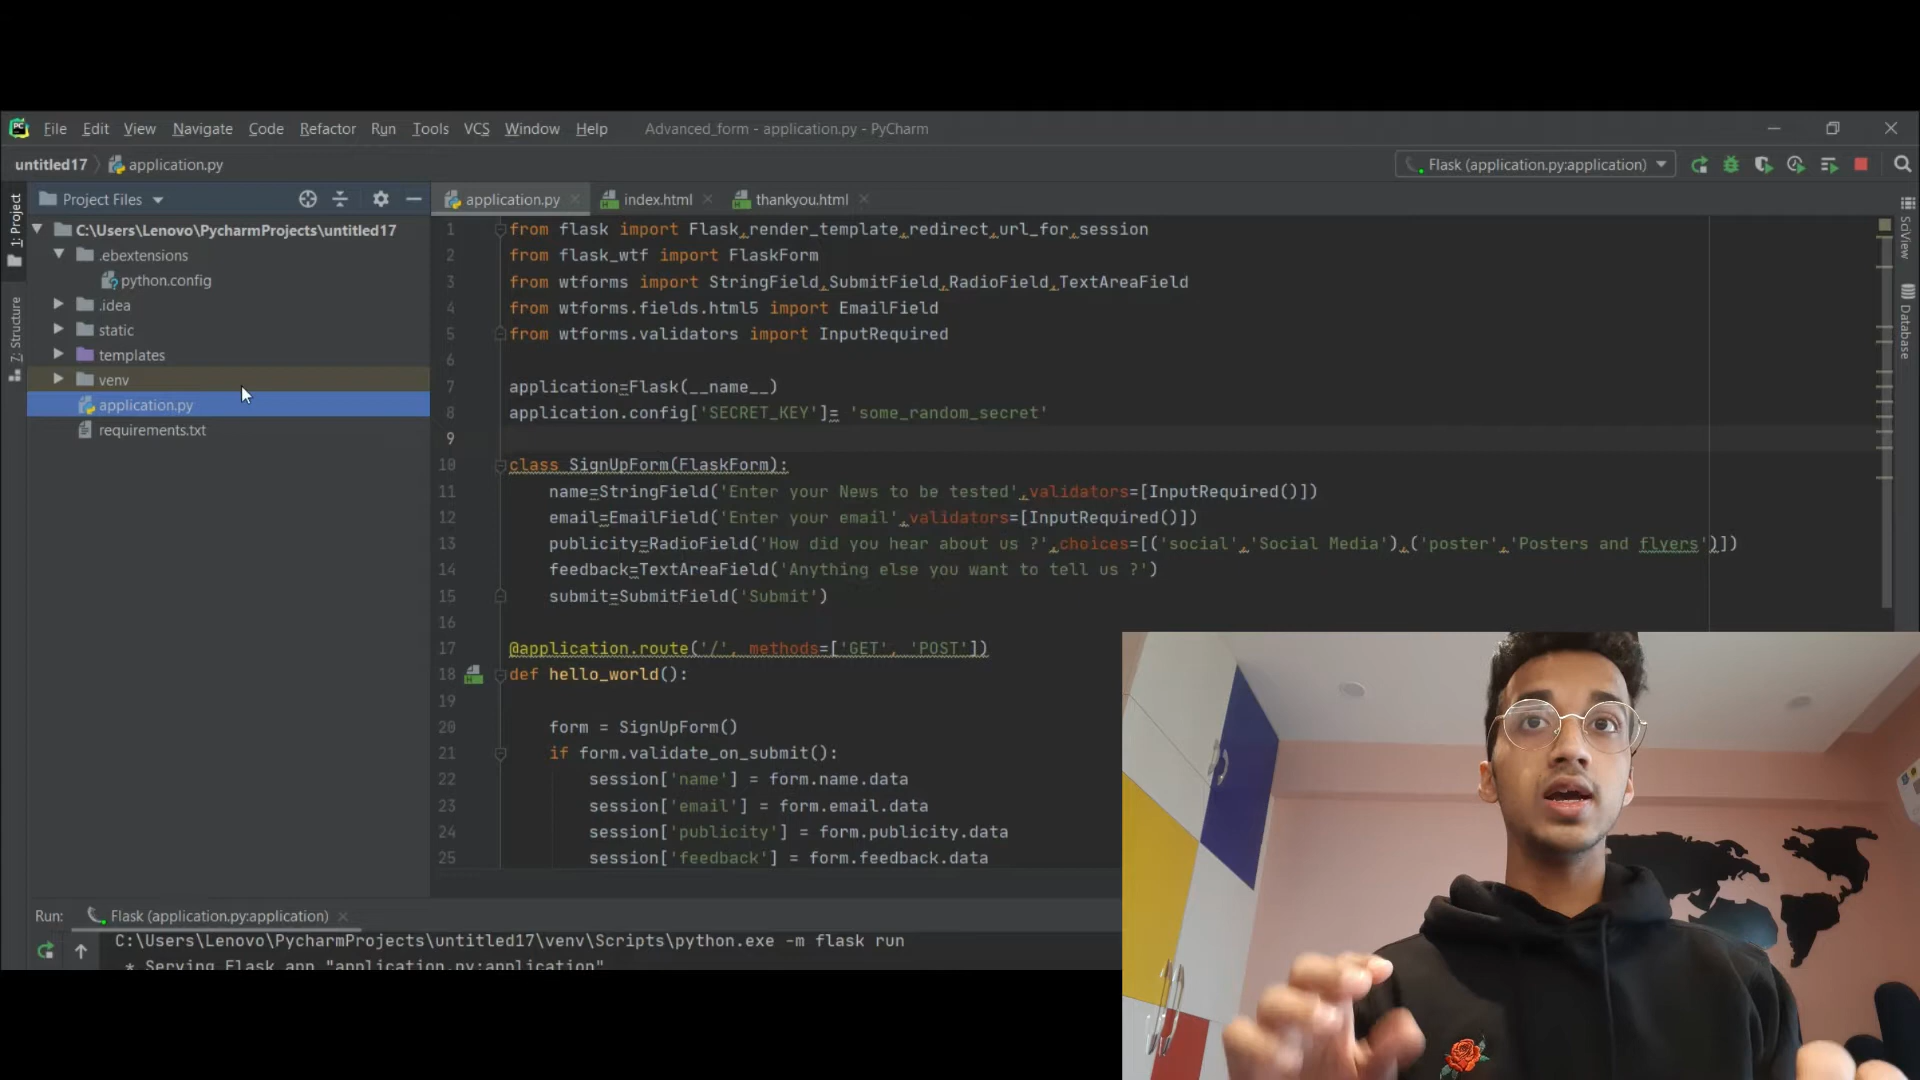 File Edit View Navigate Code Refactor Run Tools VCS Window Help Advanced_form - application.py - PyCharm
untitled17 application.py Flask (application.py:application)
Project Files application.py index.html thankyou.html
1: Project
7: Structure
SciView
Database
C:\Users\Lenovo\PycharmProjects\untitled17
.ebextensions
python.config
.idea
static
templates
venv
application.py
requirements.txt
1 from flask import Flask,render_template,redirect,url_for,session
2 from flask_wtf import FlaskForm
3 from wtforms import StringField,SubmitField,RadioField,TextAreaField
4 from wtforms.fields.html5 import EmailField
5 from wtforms.validators import InputRequired
6
7 application=Flask(__name__)
8 application.config['SECRET_KEY']= 'some_random_secret'
9
10 class SignUpForm(FlaskForm):
11 name=StringField('Enter your News to be tested',validators=[InputRequired()])
12 email=EmailField('Enter your email',validators=[InputRequired()])
13 publicity=RadioField('How did you hear about us ?',choices=[('social','Social Media'),('poster','Posters and flyers')])
14 feedback=TextAreaField('Anything else you want to tell us ?')
15 submit=SubmitField('Submit')
16
17 @application.route('/', methods=['GET', 'POST'])
18 def hello_world():
19
20 form = SignUpForm()
21 if form.validate_on_submit():
22 session['name'] = form.name.data
23 session['email'] = form.email.data
24 session['publicity'] = form.publicity.data
25 session['feedback'] = form.feedback.data
Run: Flask (application.py:application)
C:\Users\Lenovo\PycharmProjects\untitled17\venv\Scripts\python.exe -m flask run
* Serving Flask app "application.py:application"